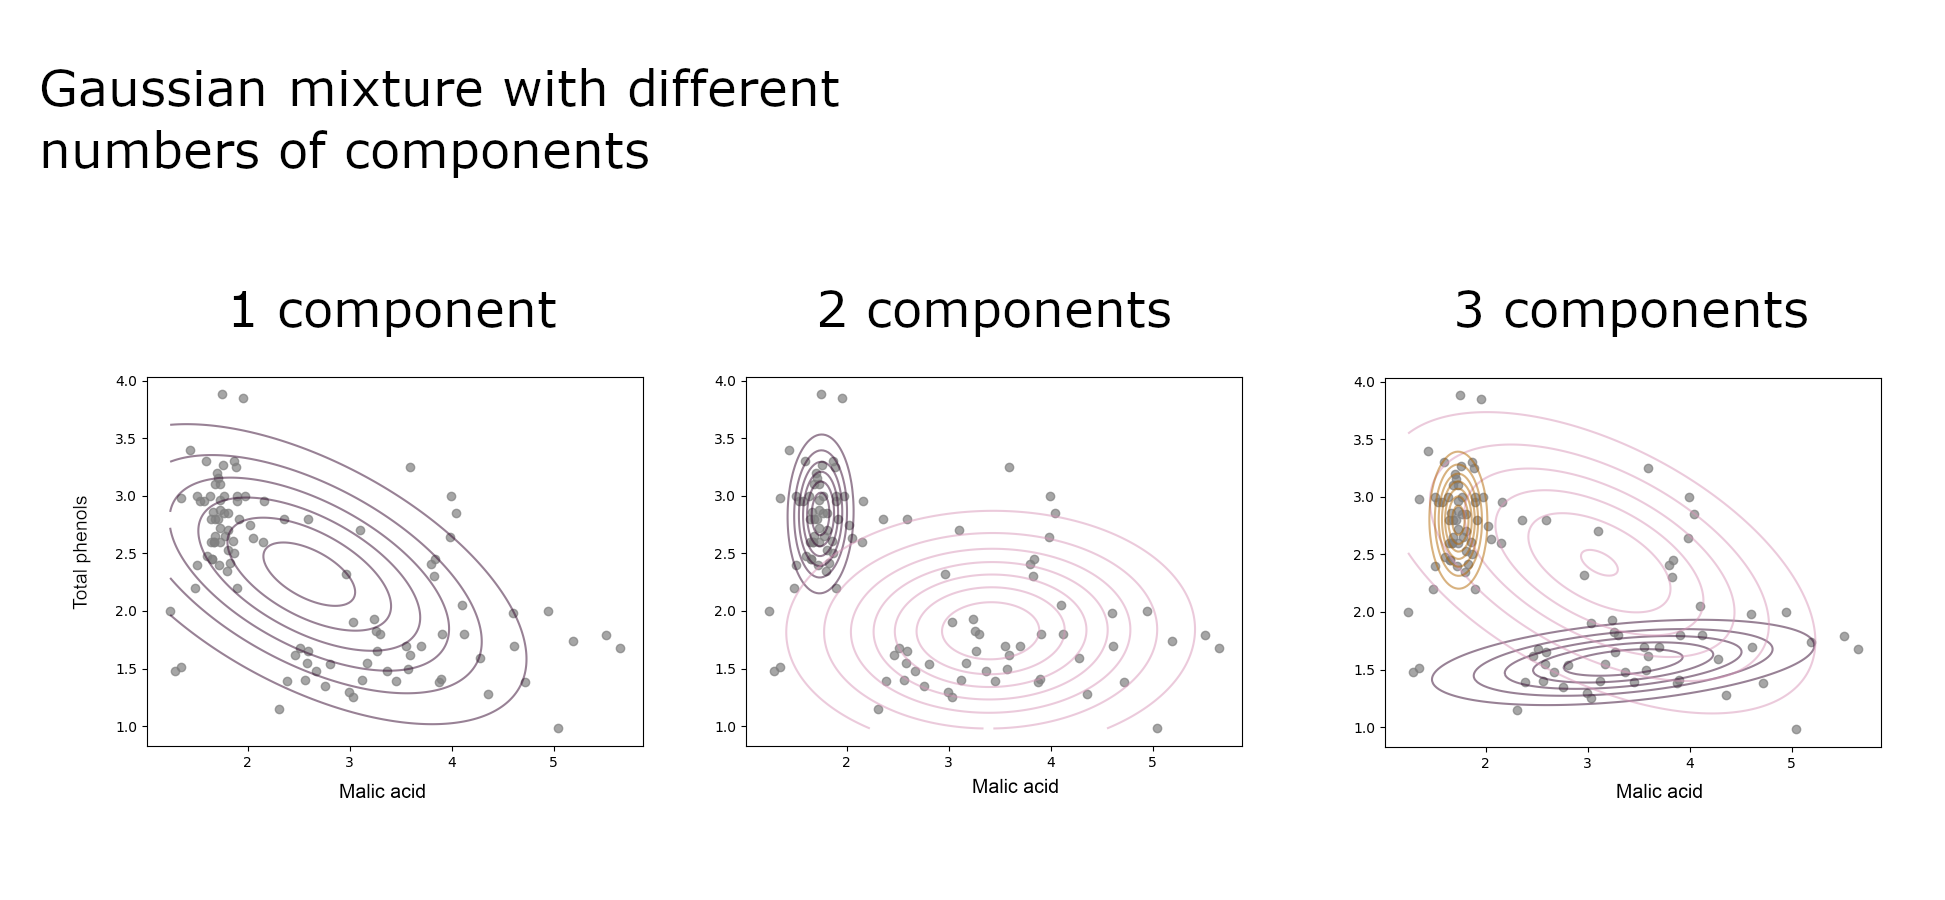 Gaussian mixture with different
numbers of components
1 component
2 components
3 components
4.0
3.5
3.0
2.5
2.0
1.5
1.0
Total phenols
2 3 4 5
Malic acid
4.0
3.5
3.0
2.5
2.0
1.5
1.0
2 3 4 5
Malic acid
4.0
3.5
3.0
2.5
2.0
1.5
1.0
2 3 4 5
Malic acid